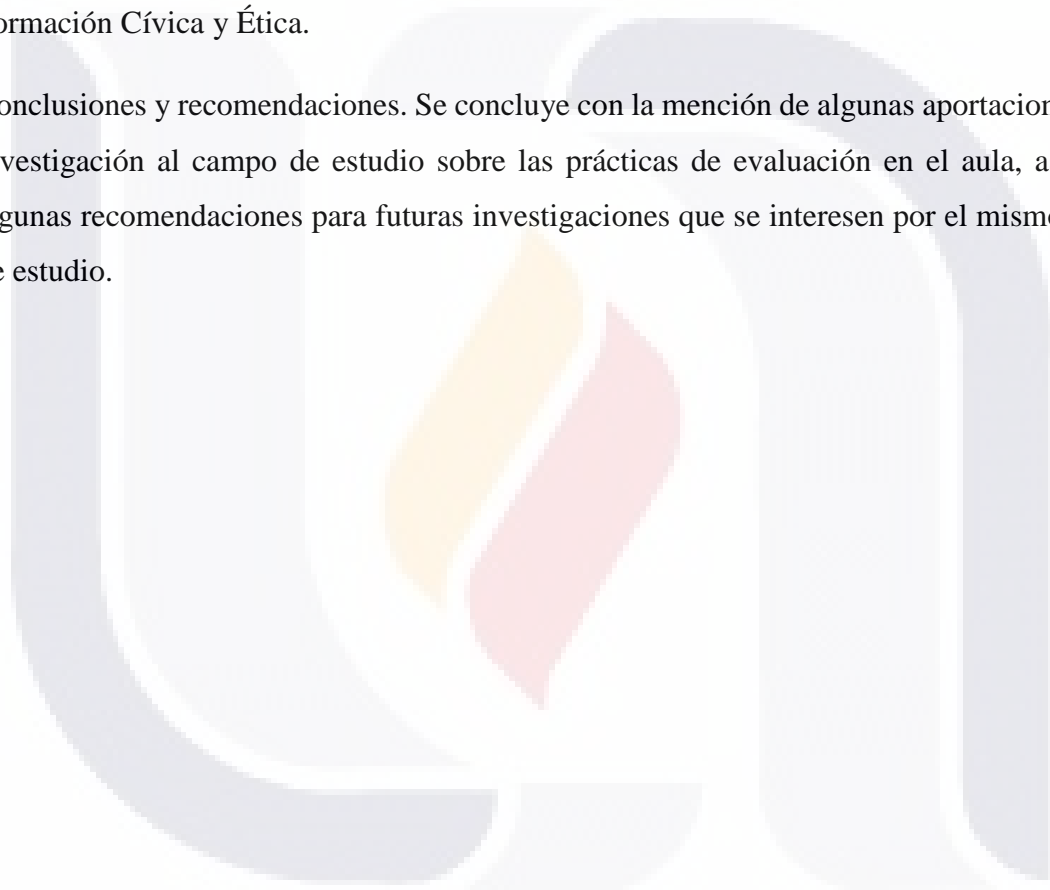 ormación Cívica y Ética.
onclusiones y recomendaciones. Se concluye con la mención de algunas aportacion
vestigación al campo de estudio sobre las prácticas de evaluación en el aula, a
gunas recomendaciones para futuras investigaciones que se interesen por el mismo
e estudio.